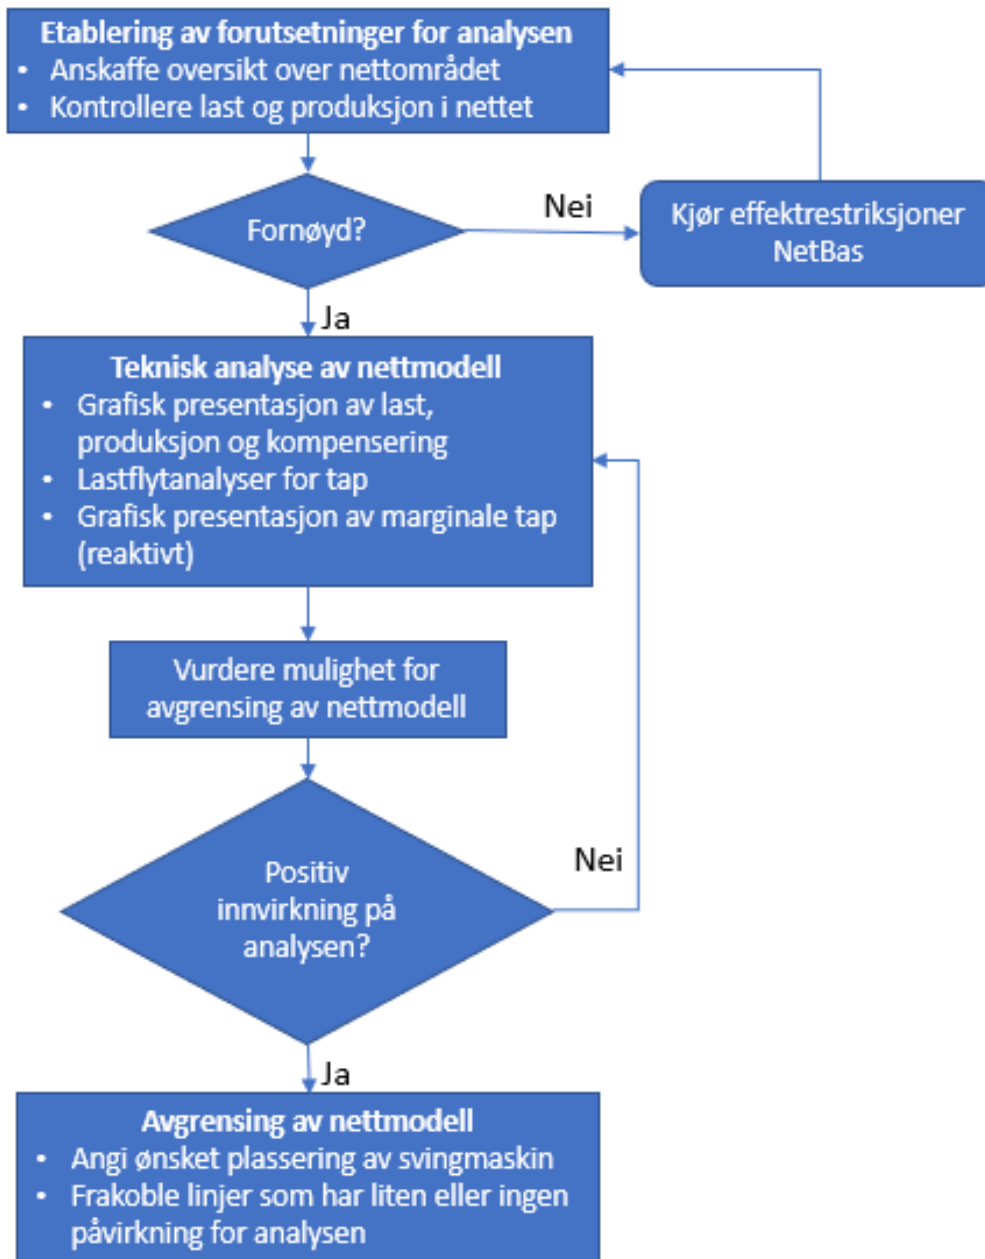 Etablering av forutsetninger for analysen
• Anskaffe oversikt over nettområdet
• Kontrollere last og produksjon i nettet
Fornøyd?
Nei
Kjør effektrestriksjoner
NetBas
Ja
Teknisk analyse av nettmodell
• Grafisk presentasjon av last,
produksjon og kompensering
• Lastflytanalyser for tap
• Grafisk presentasjon av marginale tap
(reaktivt)
Vurdere mulighet for
avgrensing av nettmodell
Positiv
innvirkning på
analysen?
Nei
Ja
Avgrensing av nettmodell
• Angi ønsket plassering av svingmaskin
• Frakoble linjer som har liten eller ingen
påvirkning for analysen